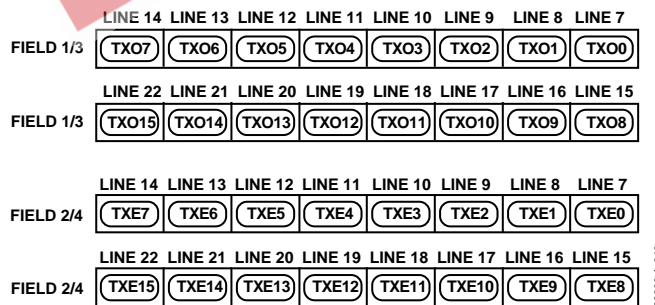 LINE 14 LINE 13 LINE 12 LINE 11 LINE 10 LINE 9 LINE 8 LINE 7
FIELD 1/3 TXO7 TXO6 TXO5 TXO4 TXO3 TXO2 TXO1 TXO0
LINE 22 LINE 21 LINE 20 LINE 19 LINE 18 LINE 17 LINE 16 LINE 15
FIELD 1/3 TXO15 TXO14 TXO13 TXO12 TXO11 TXO10 TXO9 TXO8
LINE 14 LINE 13 LINE 12 LINE 11 LINE 10 LINE 9 LINE 8 LINE 7
FIELD 2/4 TXE7 TXE6 TXE5 TXE4 TXE3 TXE2 TXE1 TXE0
LINE 22 LINE 21 LINE 20 LINE 19 LINE 18 LINE 17 LINE 16 LINE 15
FIELD 2/4 TXE15 TXE14 TXE13 TXE12 TXE11 TXE10 TXE9 TXE8